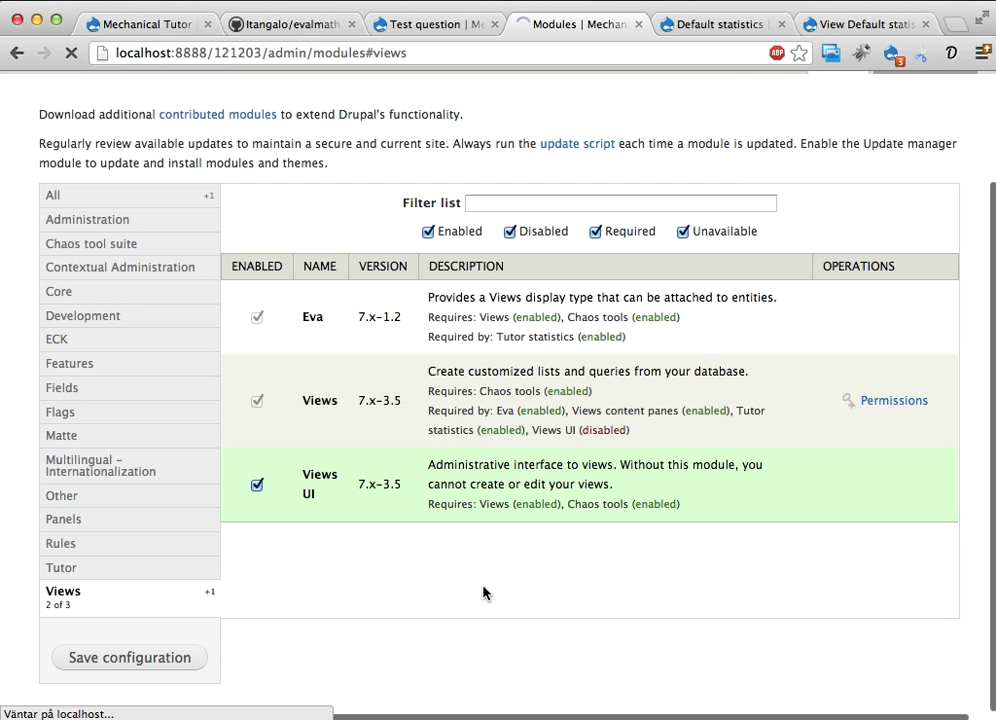 Mechanical Tutor
Itangalo/evalmath
Test question | Me
Modules | Mechan
Default statistics |
View Default stati
localhost:8888/121203/admin/modules#views
ABP
3
D
Download additional contributed modules to extend Drupal's functionality.
Regularly review available updates to maintain a secure and current site. Always run the update script each time a module is updated. Enable the Update manager
module to update and install modules and themes.
All +1
Administration
Chaos tool suite
Contextual Administration
Core
Development
ECK
Features
Fields
Flags
Matte
Multilingual –
Internationalization
Other
Panels
Rules
Tutor
Views +1
2 of 3
Save configuration
Filter list
Enabled Disabled Required Unavailable
ENABLED NAME VERSION DESCRIPTION OPERATIONS
Provides a Views display type that can be attached to entities.
Eva 7.x-1.2 Requires: Views (enabled), Chaos tools (enabled)
Required by: Tutor statistics (enabled)
Create customized lists and queries from your database.
Requires: Chaos tools (enabled)
Views 7.x-3.5 Required by: Eva (enabled), Views content panes (enabled), Tutor Permissions
statistics (enabled), Views UI (disabled)
Administrative interface to views. Without this module, you
Views UI 7.x-3.5 cannot create or edit your views.
Requires: Views (enabled), Chaos tools (enabled)
Väntar på localhost...